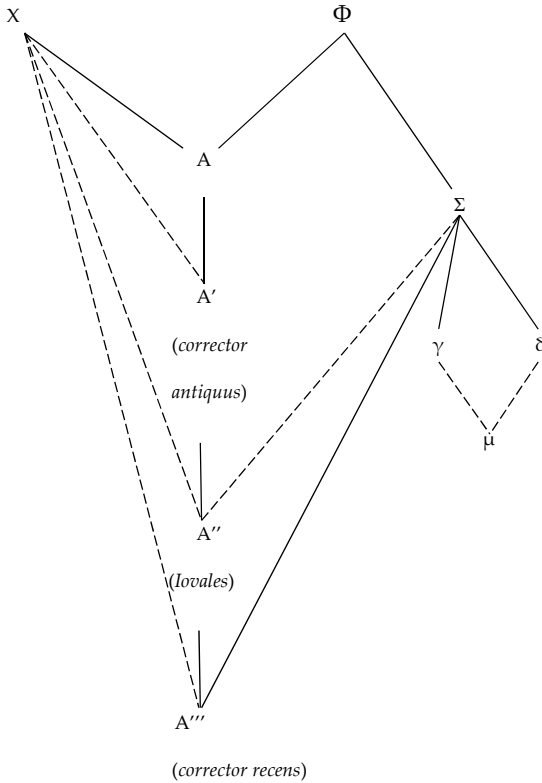 X
Φ
A
Σ
A′
(corrector
antiquus)
γ
δ
μ
A′′
(Iovales)
A′′′
(corrector recens)